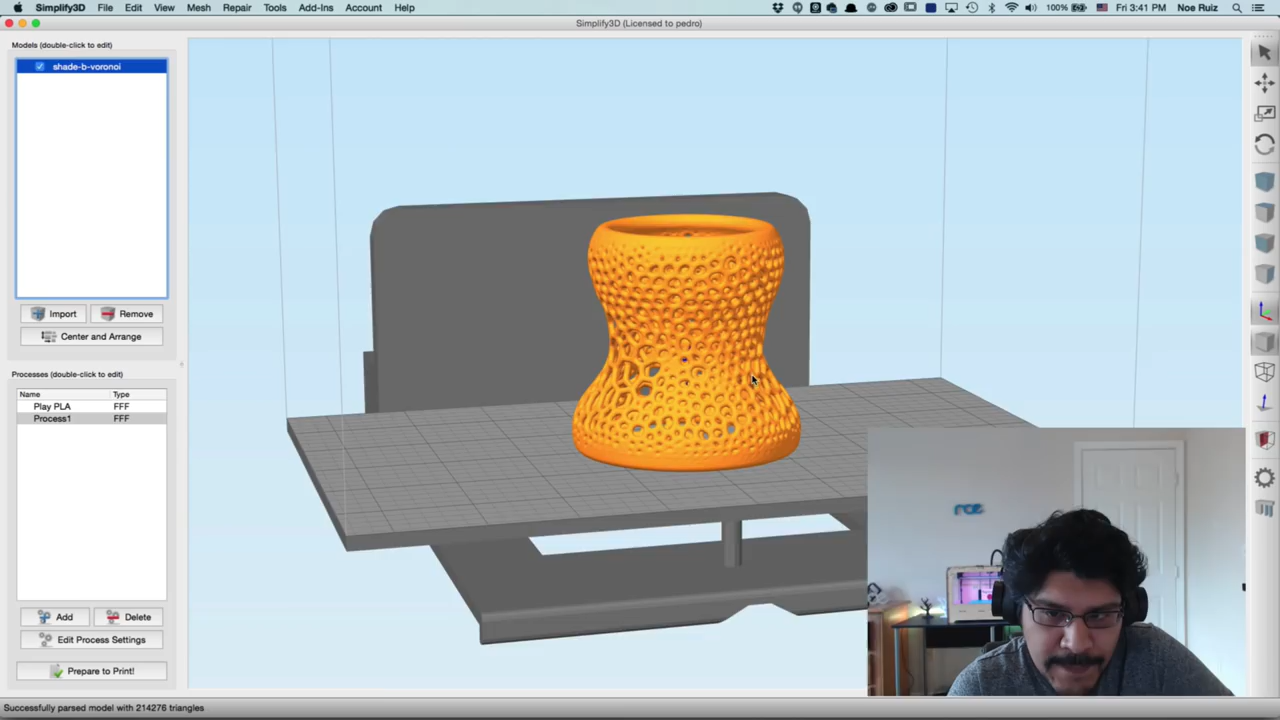 Simplify3D File Edit View Mesh Repair Tools Add-Ins Account Help 100% Fri 3:41 PM Noe Ruiz
Simplify3D (Licensed to pedro)
Models (double-click to edit)
shade-b-voronoi
Import Remove
Center and Arrange
Processes (double-click to edit)
Name Type
Play PLA FFF
Process1 FFF
Add Delete
Edit Process Settings
Prepare to Print!
noe
Successfully parsed model with 214276 triangles